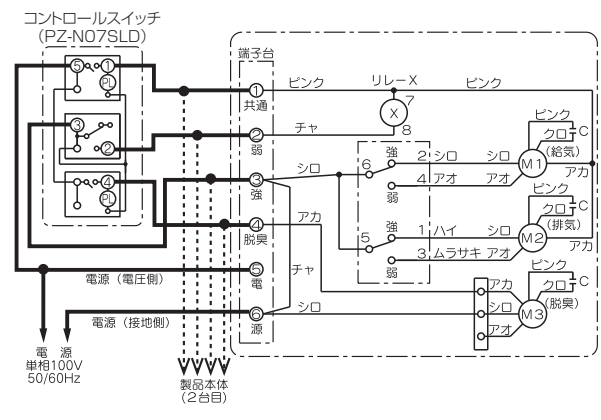 コントロールスイッチ
(PZ-N07SLD)
⑤ ①
PL
③
②
④
PL
端子台
① 共通
② 弱
③ 強
④ 脱臭
⑤ 電
⑥ 源
ピンク リレーX ピンク
X 7
8
チャ
シロ
アカ
チャ
シロ
強
6 2 シロ シロ M1
4 アオ アオ
弱
ピンク
クロ C
(給気)
アカ
強
5 1 ハイ シロ M2
3 ムラサキ アオ
弱
ピンク
クロ C
(排気)
アカ
アカ
シロ M3
アオ
ピンク
クロ C
(脱臭)
電源(電圧側)
電源(接地側)
電 源
単相100V
50/60Hz
製品本体
(2台目)